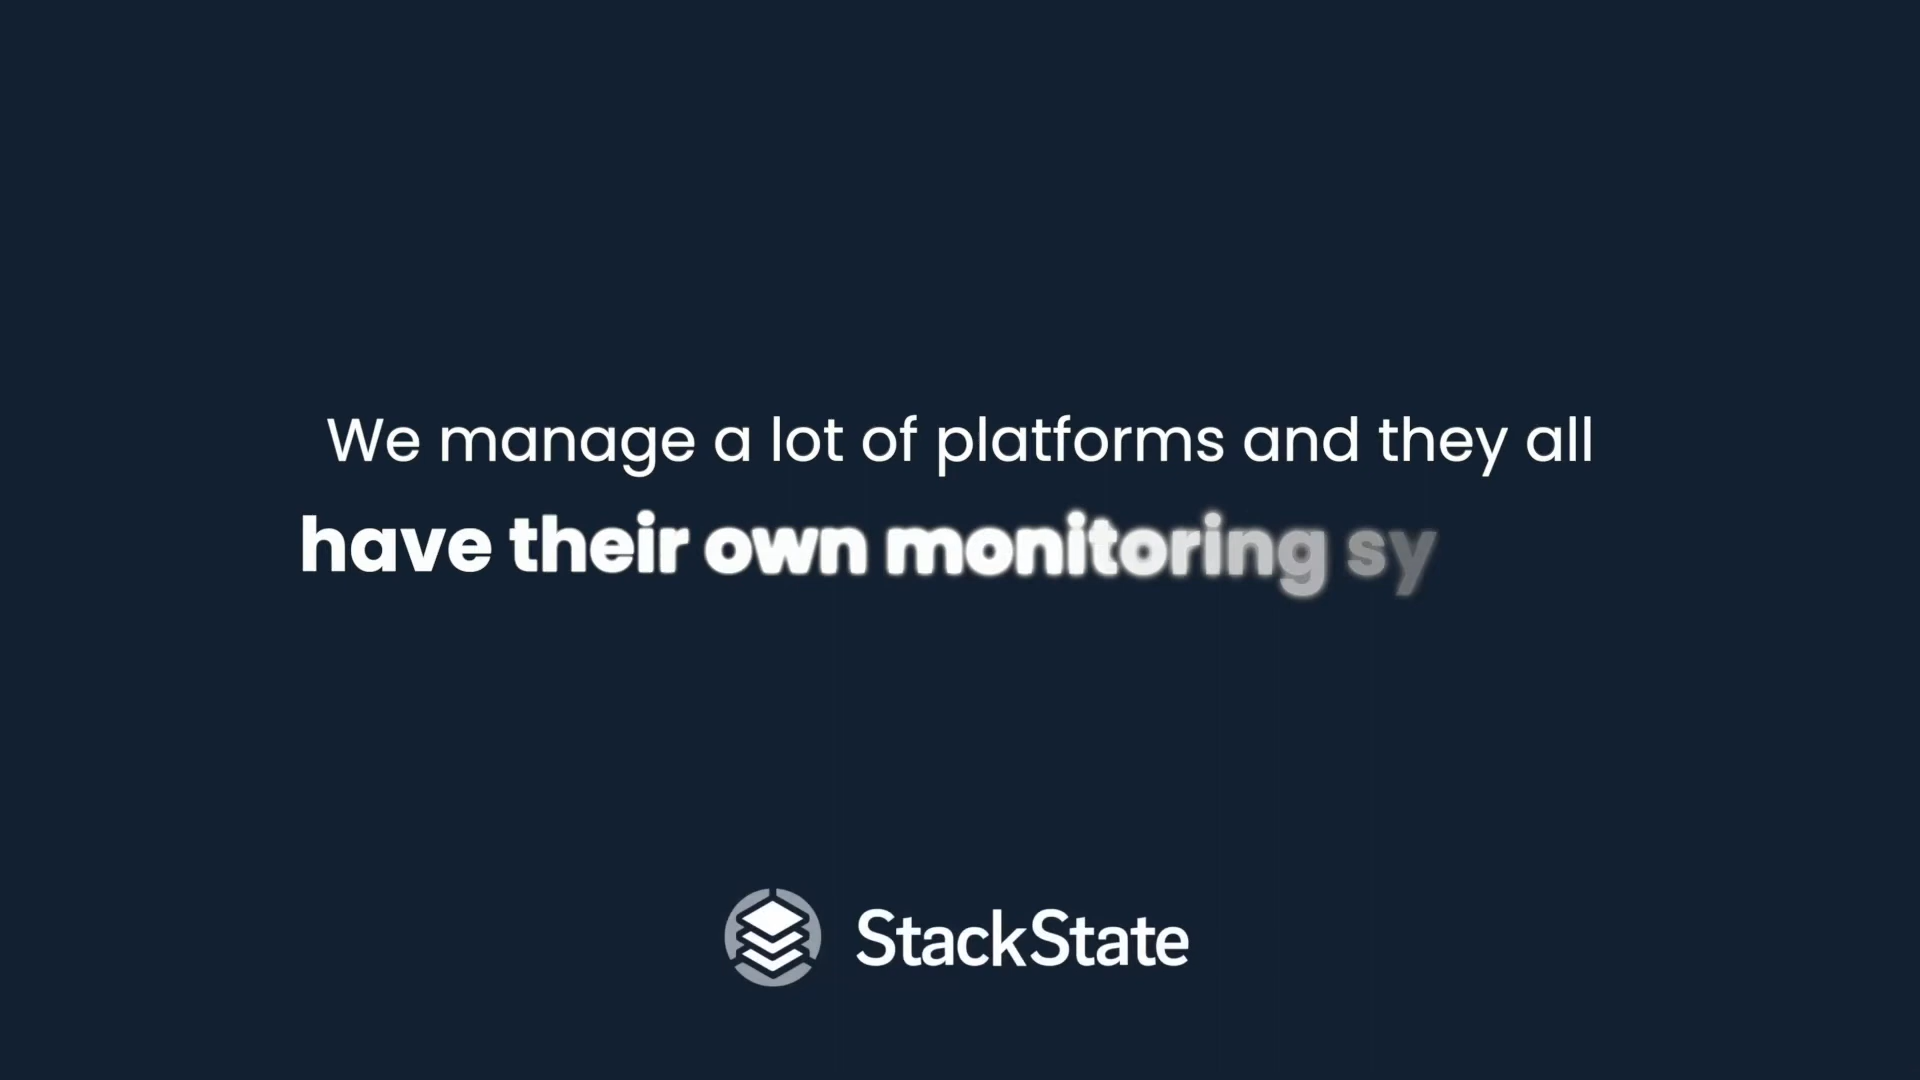 We manage a lot of platforms and they all
have their own monitoring sy
StackState